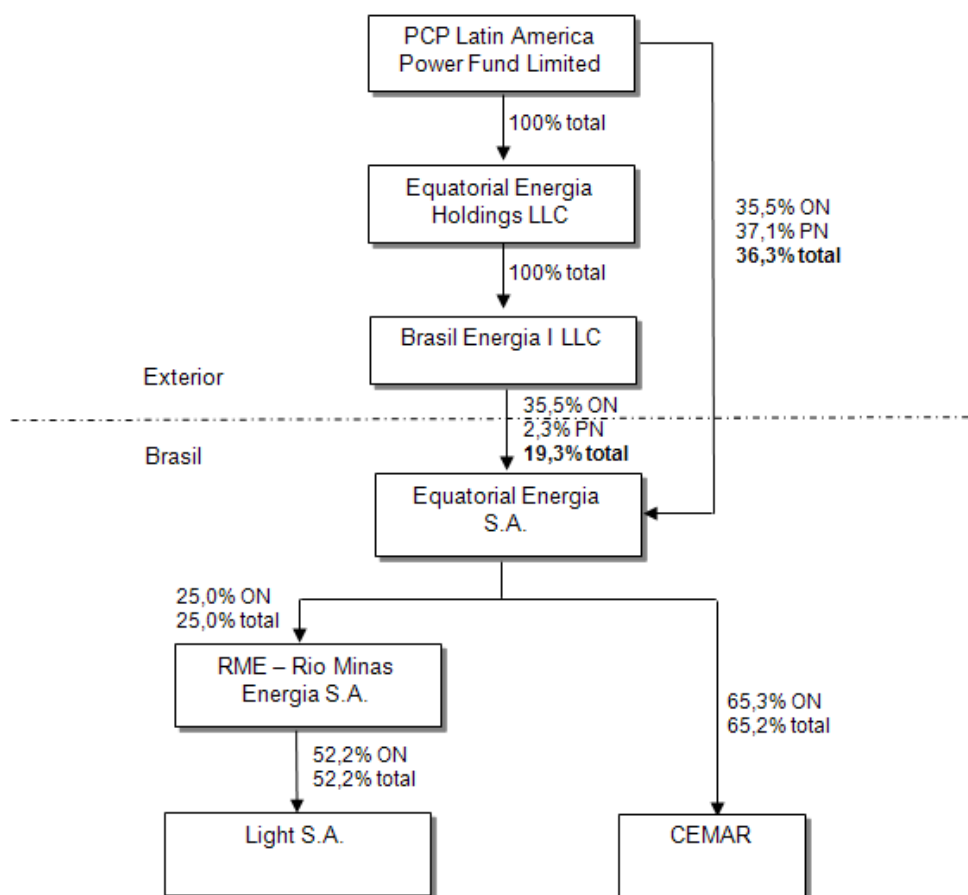 PCP Latin America
Power Fund Limited
100% total
Equatorial Energia
Holdings LLC
35,5% ON
37,1% PN
36,3% total
100% total
Brasil Energia I LLC
Exterior
35,5% ON
2,3% PN
19,3% total
Brasil
Equatorial Energia
S.A.
25,0% ON
25,0% total
RME – Rio Minas
Energia S.A.
65,3% ON
65,2% total
52,2% ON
52,2% total
Light S.A.
CEMAR